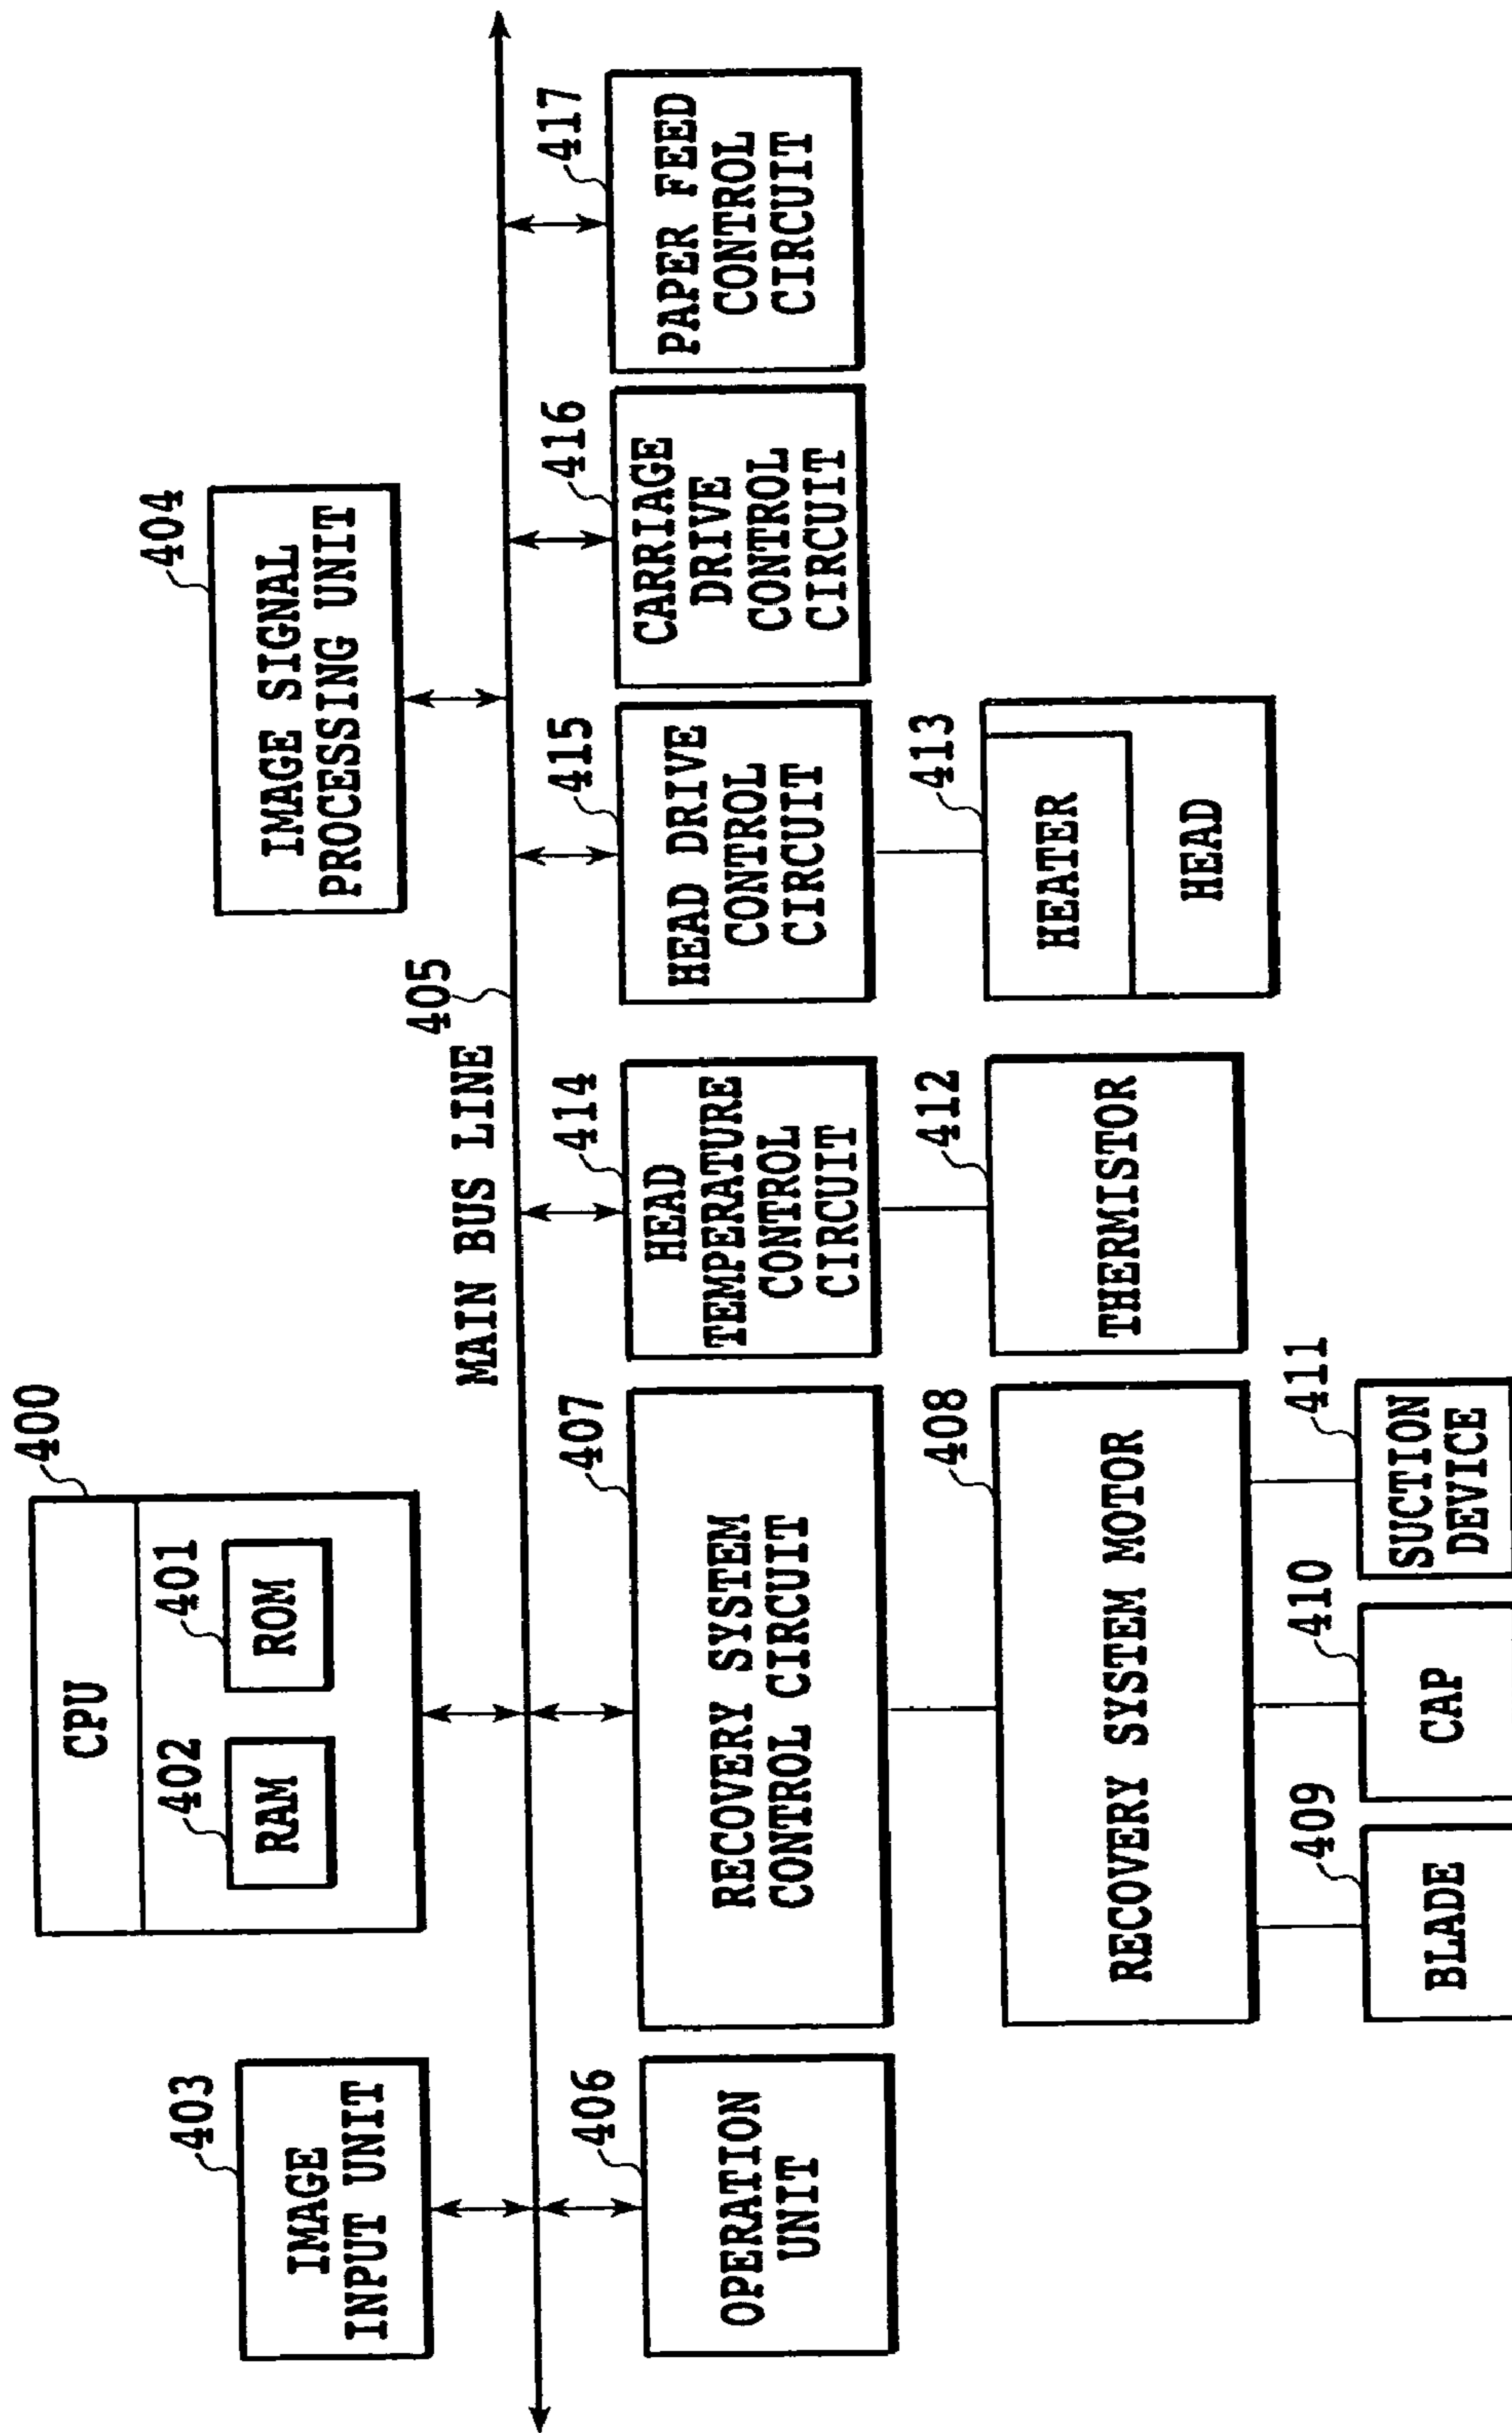 400
CPU
402
RAM
401
ROM
403
IMAGE
INPUT UNIT
404
IMAGE SIGNAL
PROCESSING UNIT
MAIN BUS LINE
405
406
OPERATION
UNIT
407
RECOVERY SYSTEM
CONTROL CIRCUIT
414
HEAD
TEMPERATURE
CONTROL
CIRCUIT
415
HEAD DRIVE
CONTROL
CIRCUIT
416
CARRIAGE
DRIVE
CONTROL
CIRCUIT
417
PAPER FEED
CONTROL
CIRCUIT
408
RECOVERY SYSTEM MOTOR
412
THERMISTOR
413
HEATER
HEAD
409
BLADE
410
CAP
411
SUCTION
DEVICE